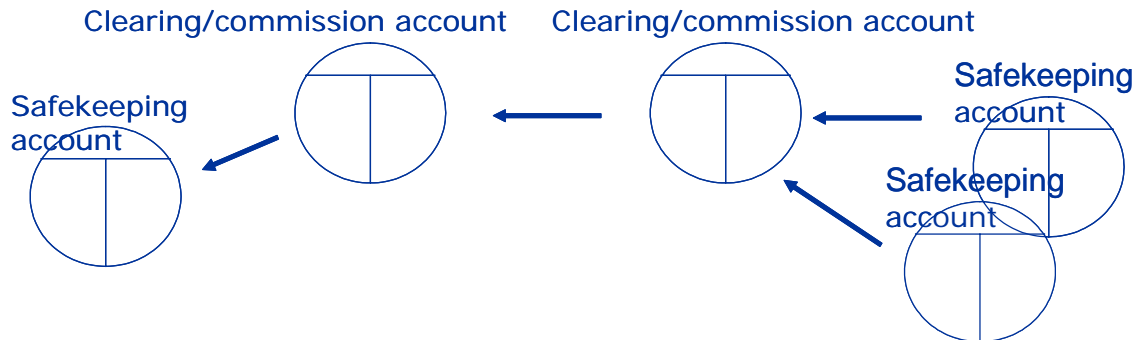 Clearing/commission account
Clearing/commission account
Safekeeping
account
Safekeeping
account
Safekeeping
account